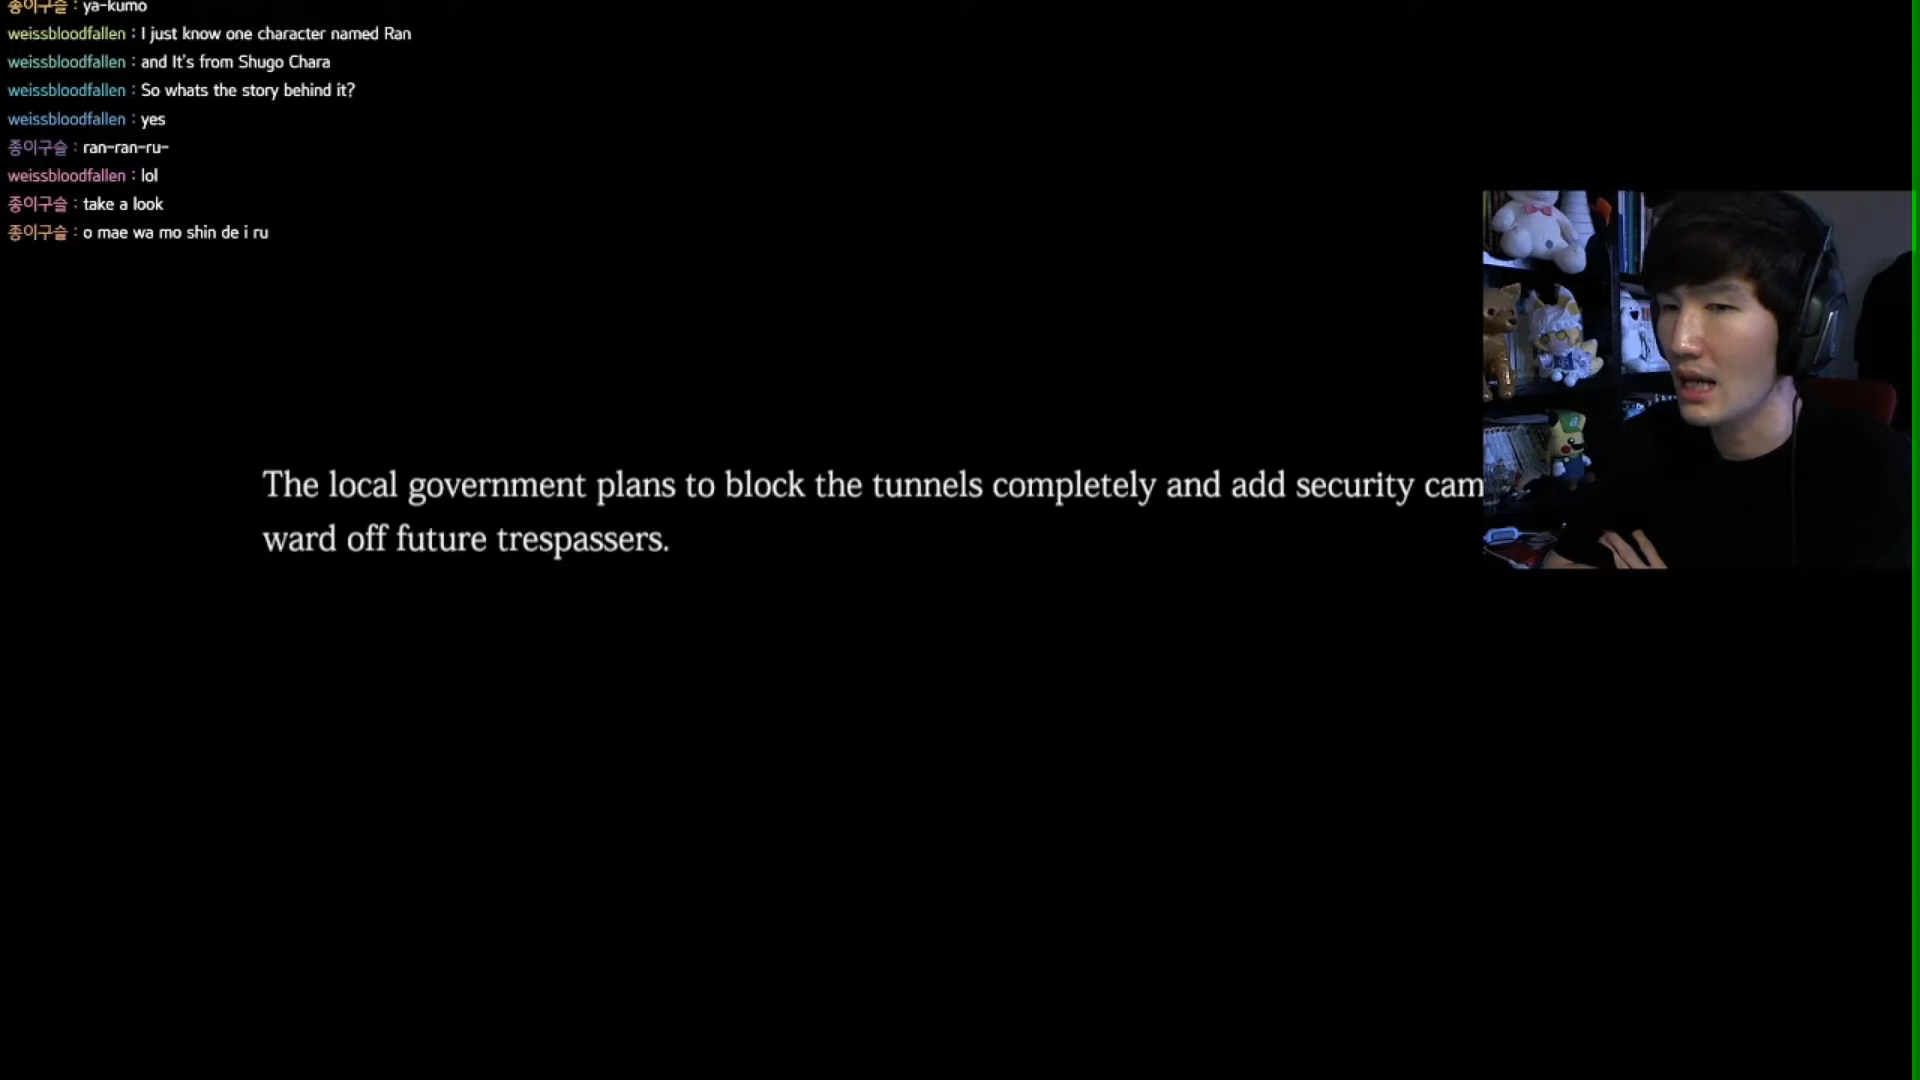 종이구슬 : ya-kumo
weissbloodfallen : I just know one character named Ran
weissbloodfallen : and It's from Shugo Chara
weissbloodfallen : So whats the story behind it?
weissbloodfallen : yes
종이구슬 : ran-ran-ru-
weissbloodfallen : lol
종이구슬 : take a look
종이구슬 : o mae wa mo shin de i ru
The local government plans to block the tunnels completely and add security cam
ward off future trespassers.